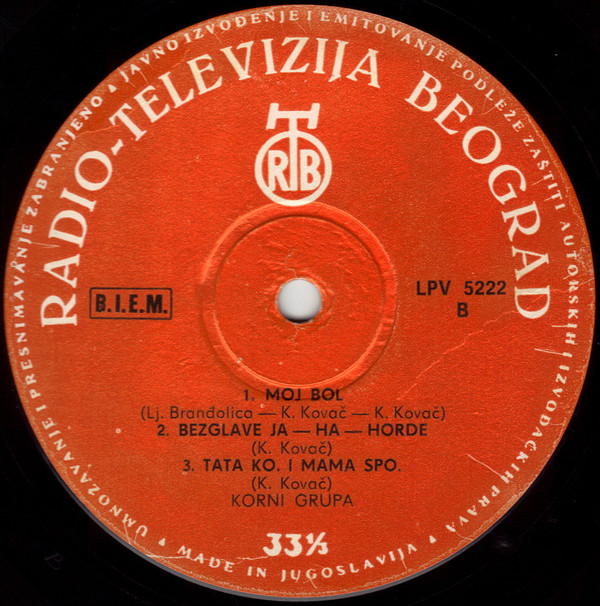 UMNOZAVANJE I PRESNIMAVANJE ZABRANJENO • JAVNO IZVOĐENJE I EMITOVANJE PODLEŽE ZAŠTITI AUTORSKIH I IZVOĐAČKIH PRAVA •
RADIO-TELEVIZIJA BEOGRAD
RTB
B.I.E.M.
LPV 5222
B
1. MOJ BOL
(Lj. Branđolica — K. Kovač — K. Kovač)
2. BEZGLAVE JA — HA — HORDE
(K. Kovač)
3. TATA KO. I MAMA SPO.
(K. Kovač)
KORNI GRUPA
33⅓
MADE IN JUGOSLAVIJA